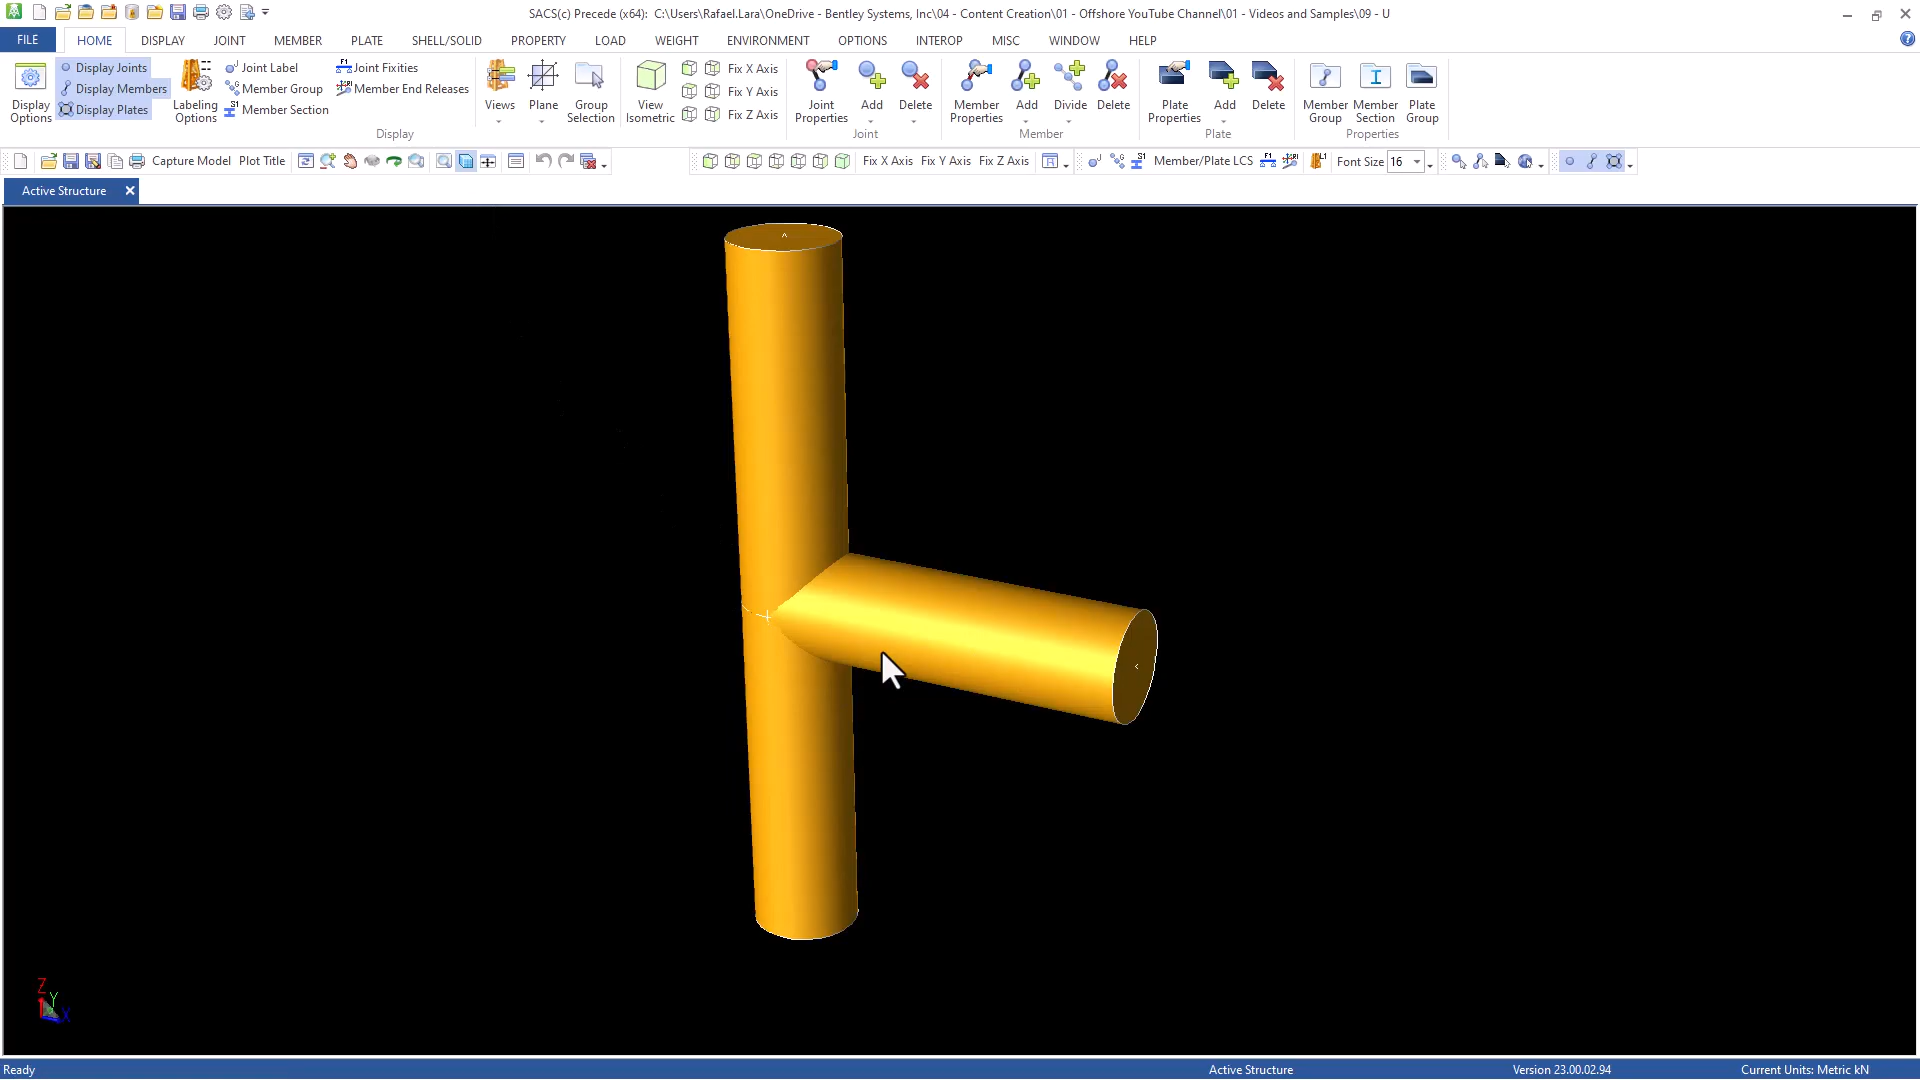 SACS(c) Precede (x64): C:\Users\Rafael.Lara\OneDrive - Bentley Systems, Inc\04 - Content Creation\01 - Offshore YouTube Channel\01 - Videos and Samples\09 - U
FILE HOME DISPLAY JOINT MEMBER PLATE SHELL/SOLID PROPERTY LOAD WEIGHT ENVIRONMENT OPTIONS INTEROP MISC WINDOW HELP
Display Joints Joint Label Joint Fixities Fix X Axis
Display Members Member Group Member End Releases Fix Y Axis
Display Options Display Plates Labeling Options Member Section Views Plane Group Selection View Isometric Fix Z Axis Joint Properties Add Delete Member Properties Add Divide Delete Plate Properties Add Delete Member Group Member Section Plate Group
Display Joint Member Plate Properties
Capture Model Plot Title Fix X Axis Fix Y Axis Fix Z Axis Member/Plate LCS Font Size 16
Active Structure
Z
Y
X
Ready Active Structure Version 23.00.02.94 Current Units: Metric kN